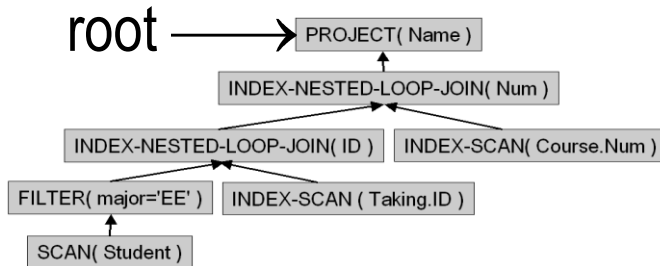 root
PROJECT( Name )
INDEX-NESTED-LOOP-JOIN( Num )
INDEX-NESTED-LOOP-JOIN( ID )
INDEX-SCAN( Course.Num )
FILTER( major='EE' )
INDEX-SCAN ( Taking.ID )
SCAN( Student )